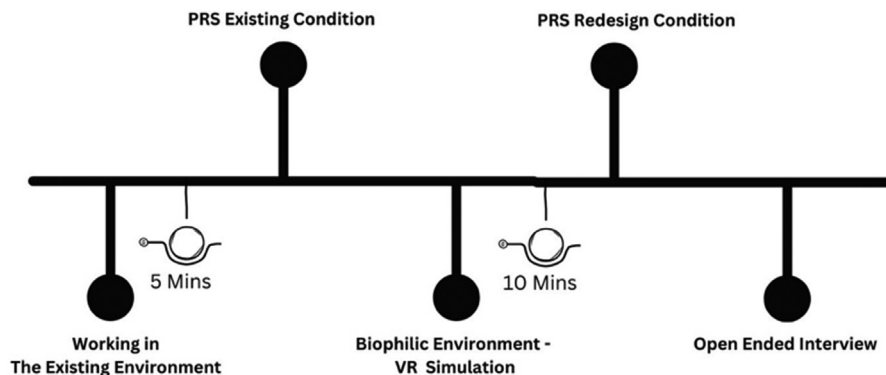 PRS Existing Condition
PRS Redesign Condition
5 Mins
10 Mins
Working in
The Existing Environment
Biophilic Environment -
VR Simulation
Open Ended Interview